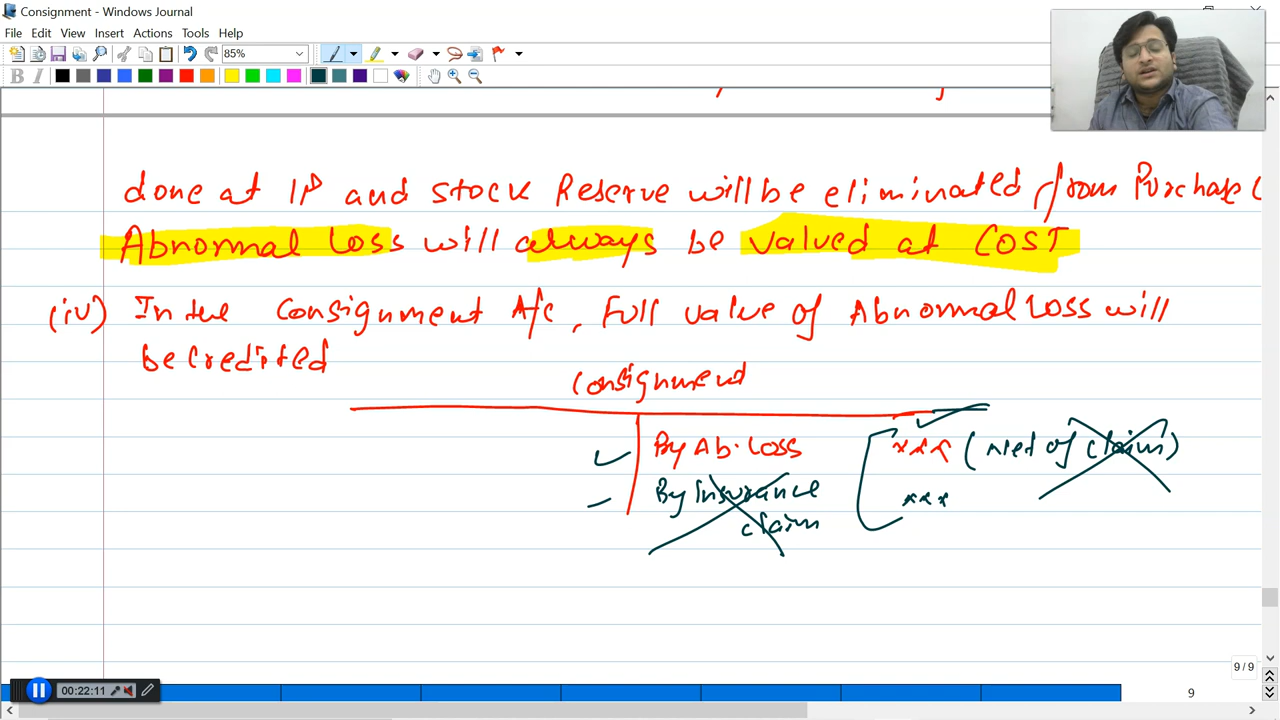 Consignment - Windows Journal
File Edit View Insert Actions Tools Help
85%
B I
done at IP and Stock Reserve will be eliminated from Purchase
Abnormal Loss will always be valued at COST
(iv) In the Consignment A/c, Full value of Abnormal Loss will
be credited
Consignment
By Ab. Loss xxx (Net of claim)
By Insurance xxx
claim
9 / 9
00:22:11
9